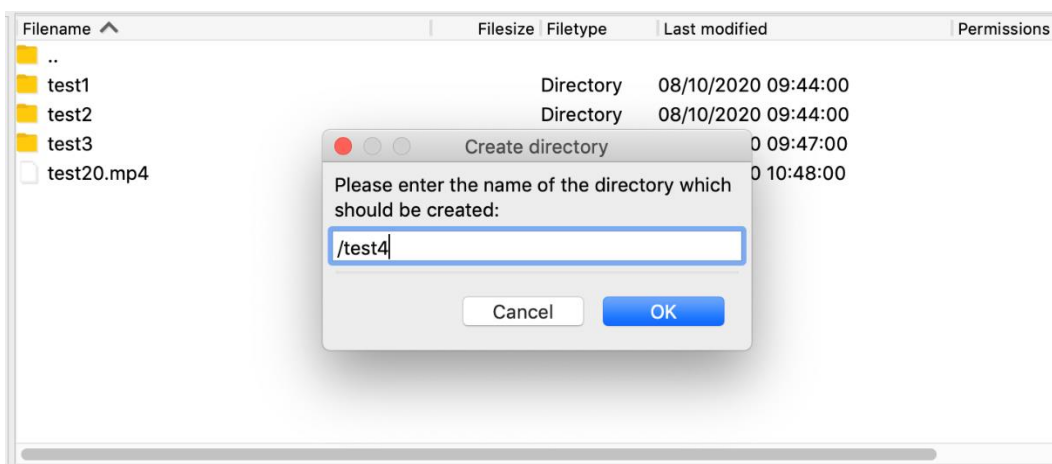 Filename Filesize Filetype Last modified Permissions
..
test1 Directory 08/10/2020 09:44:00
test2 Directory 08/10/2020 09:44:00
test3 0 09:47:00
test20.mp4 0 10:48:00
Create directory
Please enter the name of the directory which
should be created:
/test4
Cancel OK